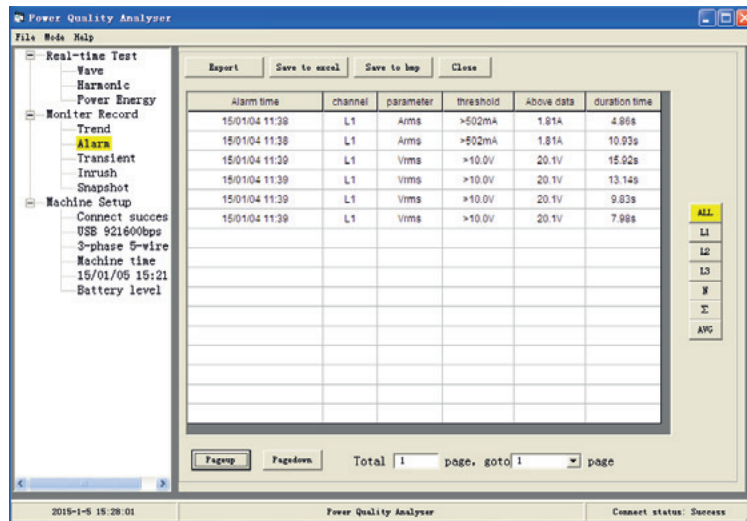 Power Quality Analyser
File Mode Help
Real-time Test
Wave
Harmonic
Power Energy
Moniter Record
Trend
Alarm
Transient
Inrush
Snapshot
Machine Setup
Connect succes
USB 921600bps
3-phase 5-wire
Machine time
15/01/05 15:21
Battery level
Export Save to excel Save to bmp Close
Alarm time channel parameter threshold Above data duration time
15/01/04 11:38 L1 Arms >502mA 1.81A 4.86s
15/01/04 11:38 L1 Arms >502mA 1.81A 10.93s
15/01/04 11:39 L1 Vrms >10.0V 20.1V 15.92s
15/01/04 11:39 L1 Vrms >10.0V 20.1V 13.14s
15/01/04 11:39 L1 Vrms >10.0V 20.1V 9.83s
15/01/04 11:39 L1 Vrms >10.0V 20.1V 7.98s
ALL
L1
L2
L3
N
Σ
AVG
Pageup Pagedown Total 1 page, goto 1 page
2015-1-5 15:28:01 Power Quality Analyser Connect status: Success